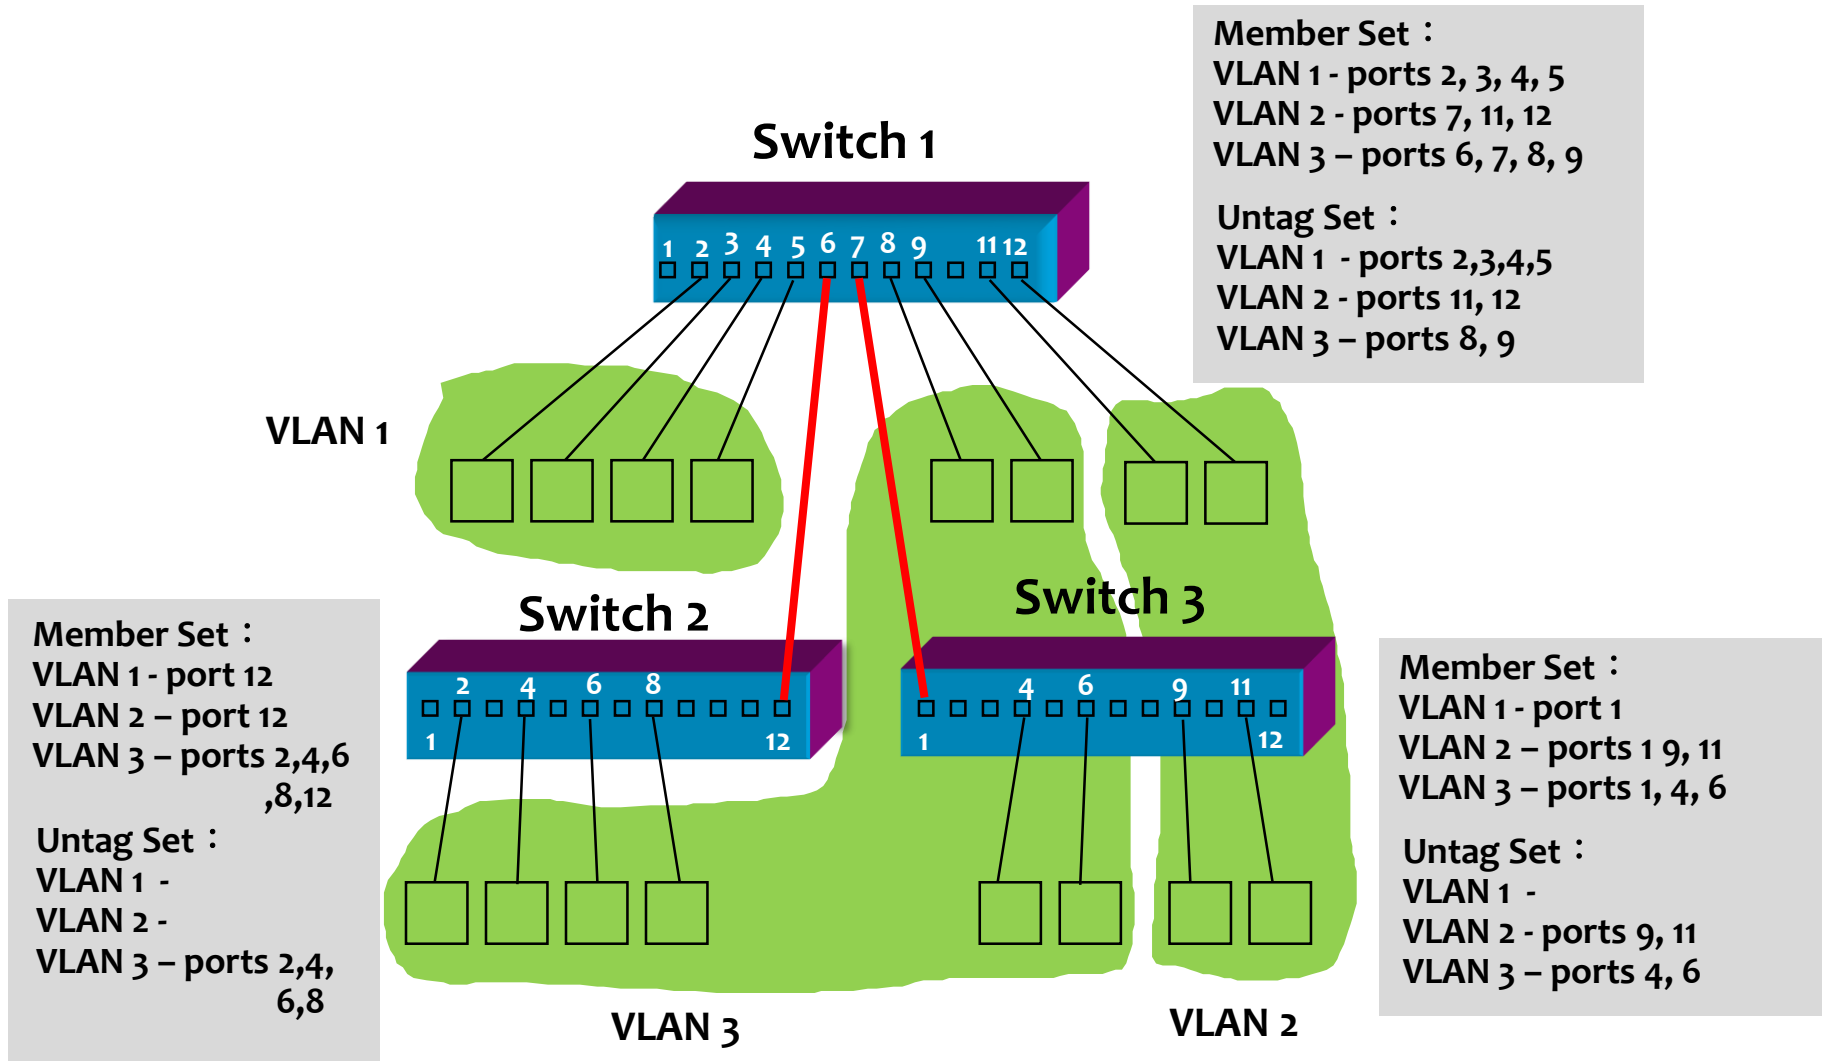 Member Set：
VLAN 1 - ports 2, 3, 4, 5
VLAN 2 - ports 7, 11, 12
VLAN 3 – ports 6, 7, 8, 9
Untag Set：
VLAN 1 - ports 2,3,4,5
VLAN 2 - ports 11, 12
VLAN 3 – ports 8, 9
Switch 1
1 2 3 4 5 6 7 8 9 11 12
VLAN 1
Switch 2
2 4 6 8
1 12
Switch 3
4 6 9 11
1 12
Member Set：
VLAN 1 - port 12
VLAN 2 – port 12
VLAN 3 – ports 2,4,6
,8,12
Untag Set：
VLAN 1 -
VLAN 2 -
VLAN 3 – ports 2,4,
6,8
Member Set：
VLAN 1 - port 1
VLAN 2 – ports 1 9, 11
VLAN 3 – ports 1, 4, 6
Untag Set：
VLAN 1 -
VLAN 2 - ports 9, 11
VLAN 3 – ports 4, 6
VLAN 3
VLAN 2